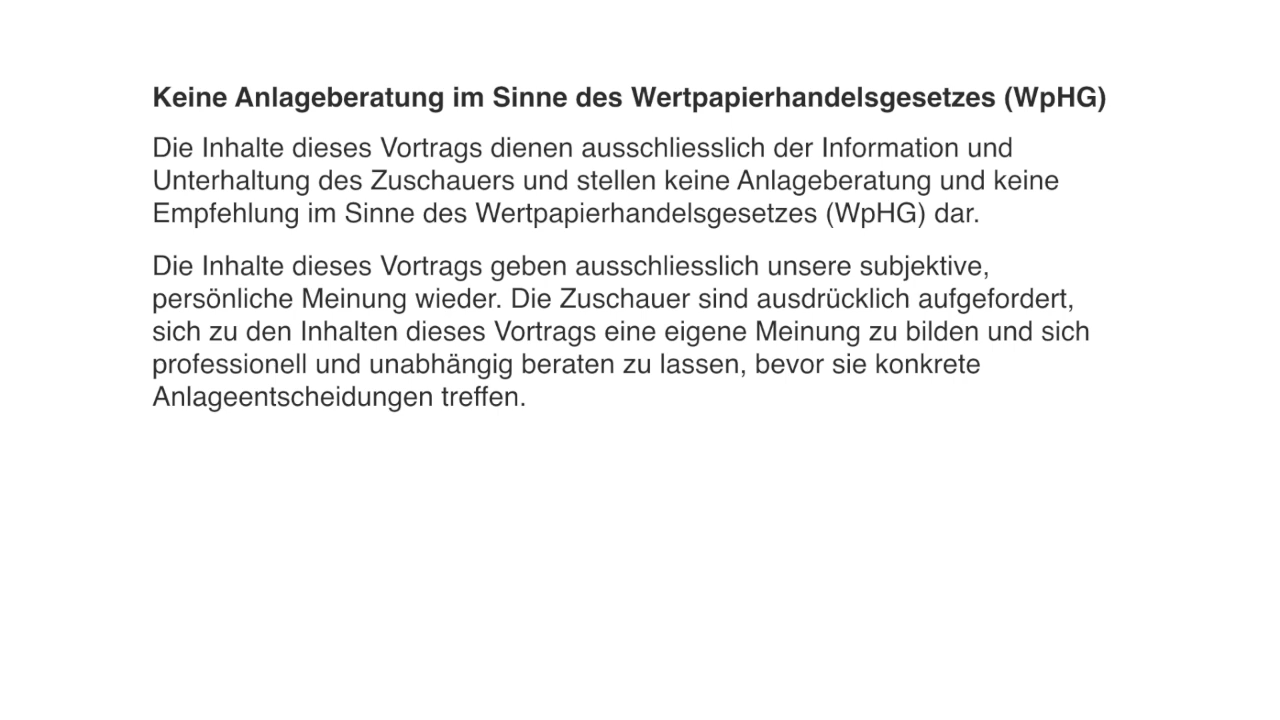 Keine Anlageberatung im Sinne des Wertpapierhandelsgesetzes (WpHG)
Die Inhalte dieses Vortrags dienen ausschliesslich der Information und
Unterhaltung des Zuschauers und stellen keine Anlageberatung und keine
Empfehlung im Sinne des Wertpapierhandelsgesetzes (WpHG) dar.
Die Inhalte dieses Vortrags geben ausschliesslich unsere subjektive,
persönliche Meinung wieder. Die Zuschauer sind ausdrücklich aufgefordert,
sich zu den Inhalten dieses Vortrags eine eigene Meinung zu bilden und sich
professionell und unabhängig beraten zu lassen, bevor sie konkrete
Anlageentscheidungen treffen.